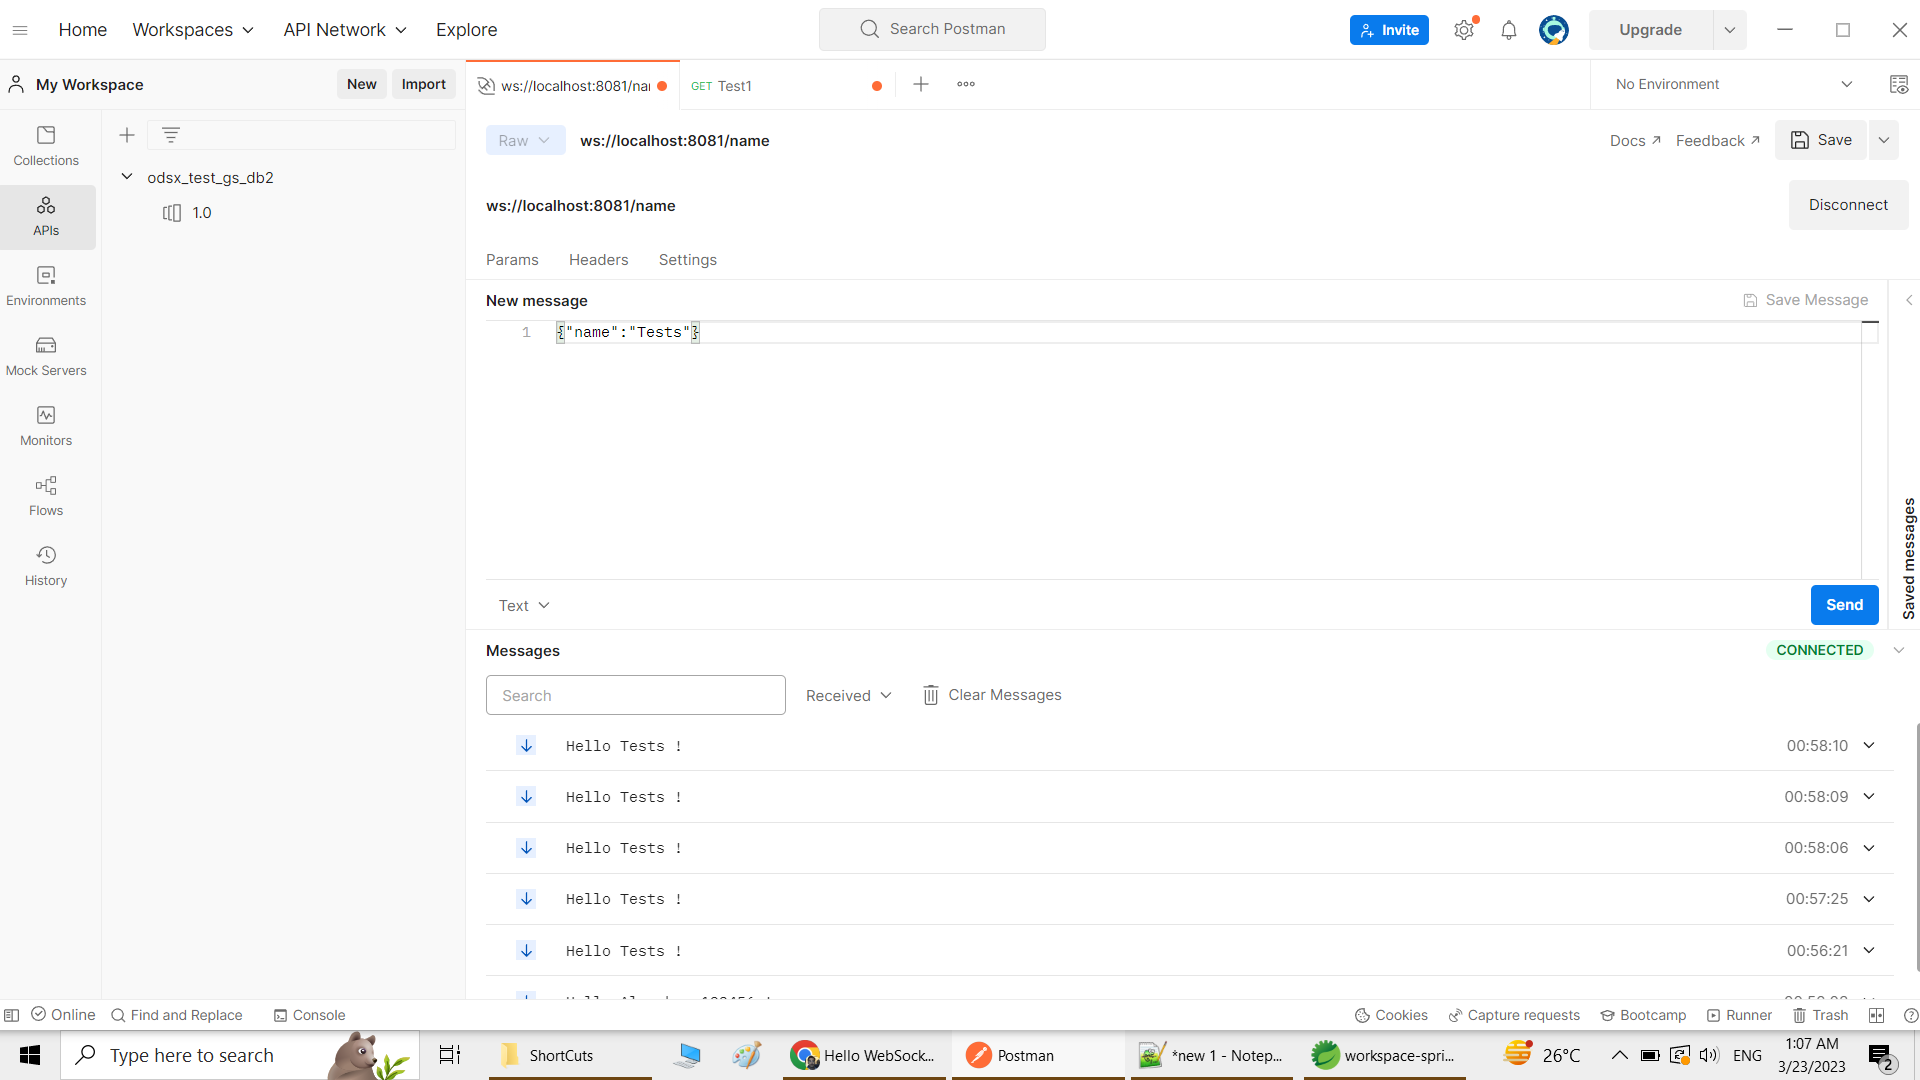 Home
Workspaces
API Network
Explore
Search Postman
Invite
Upgrade
My Workspace
New
Import
ws://localhost:8081/nai
GET Test1
No Environment
Collections
APIs
Environments
Mock Servers
Monitors
Flows
History
odsx_test_gs_db2
1.0
Raw
ws://localhost:8081/name
Docs
Feedback
Save
ws://localhost:8081/name
Disconnect
Params
Headers
Settings
New message
Save Message
1 {"name":"Tests"}
Saved messages
Text
Send
Messages
CONNECTED
Search
Received
Clear Messages
Hello Tests ! 00:58:10
Hello Tests ! 00:58:09
Hello Tests ! 00:58:06
Hello Tests ! 00:57:25
Hello Tests ! 00:56:21
Online
Find and Replace
Console
Cookies
Capture requests
Bootcamp
Runner
Trash
Type here to search
ShortCuts
Hello WebSock...
Postman
*new 1 - Notep...
workspace-spri...
26°C
ENG
1:07 AM
3/23/2023
2